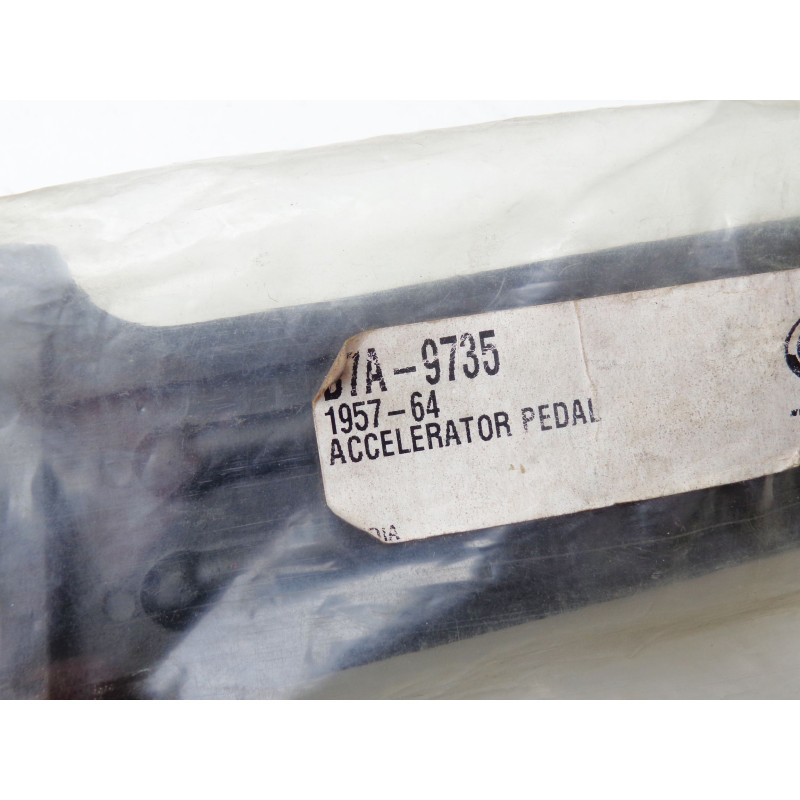 B7A-9735
1957-64
ACCELERATOR PEDAL